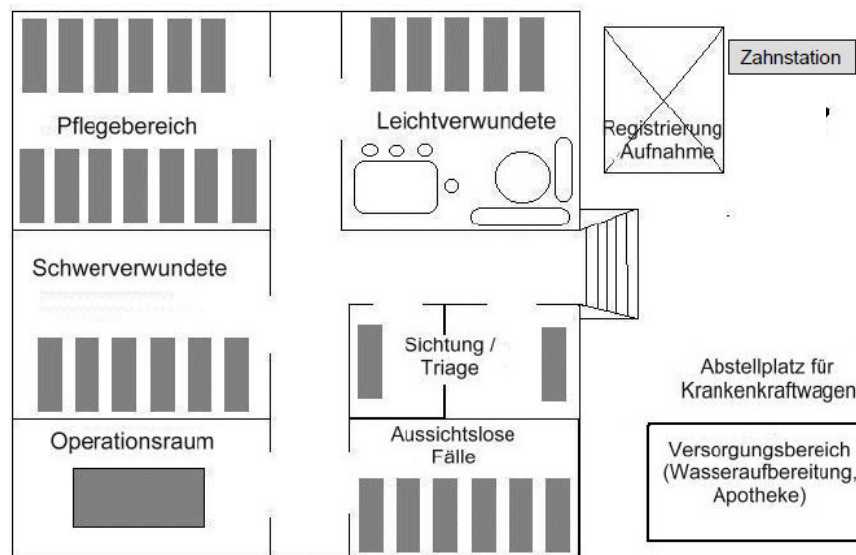 Zahnstation
Pflegebereich
Leichtverwundete
Registrierung
Aufnahme
Schwerverwundete
Sichtung /
Triage
Abstellplatz für
Krankenkraftwagen
Operationsraum
Aussichtslose
Fälle
Versorgungsbereich
(Wasseraufbereitung,
Apotheke)